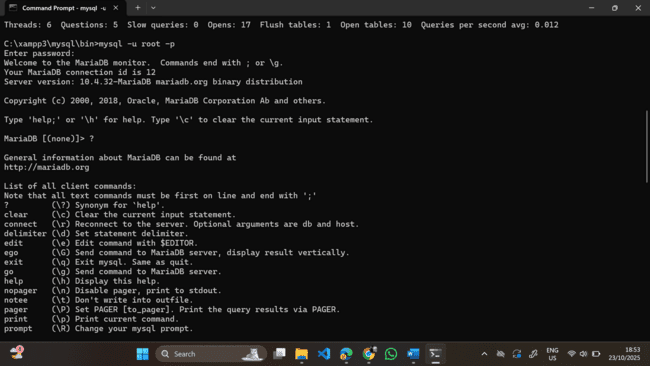 Command Prompt - mysql -u
Threads: 6  Questions: 5  Slow queries: 0  Opens: 17  Flush tables: 1  Open tables: 10  Queries per second avg: 0.012
C:\xampp3\mysql\bin>mysql -u root -p
Enter password:
Welcome to the MariaDB monitor.  Commands end with ; or \g.
Your MariaDB connection id is 12
Server version: 10.4.32-MariaDB mariadb.org binary distribution
Copyright (c) 2000, 2018, Oracle, MariaDB Corporation Ab and others.
Type 'help;' or '\h' for help. Type '\c' to clear the current input statement.
MariaDB [(none)]> ?
General information about MariaDB can be found at
http://mariadb.org
List of all client commands:
Note that all text commands must be first on line and end with ';'
?         (\?) Synonym for `help'.
clear     (\c) Clear the current input statement.
connect   (\r) Reconnect to the server. Optional arguments are db and host.
delimiter (\d) Set statement delimiter.
edit      (\e) Edit command with $EDITOR.
ego       (\G) Send command to MariaDB server, display result vertically.
exit      (\q) Exit mysql. Same as quit.
go        (\g) Send command to MariaDB server.
help      (\h) Display this help.
nopager   (\n) Disable pager, print to stdout.
notee     (\t) Don't write into outfile.
pager     (\P) Set PAGER [to_pager]. Print the query results via PAGER.
print     (\p) Print current command.
prompt    (\R) Change your mysql prompt.
Search
ENG
US
18:53
23/10/2025